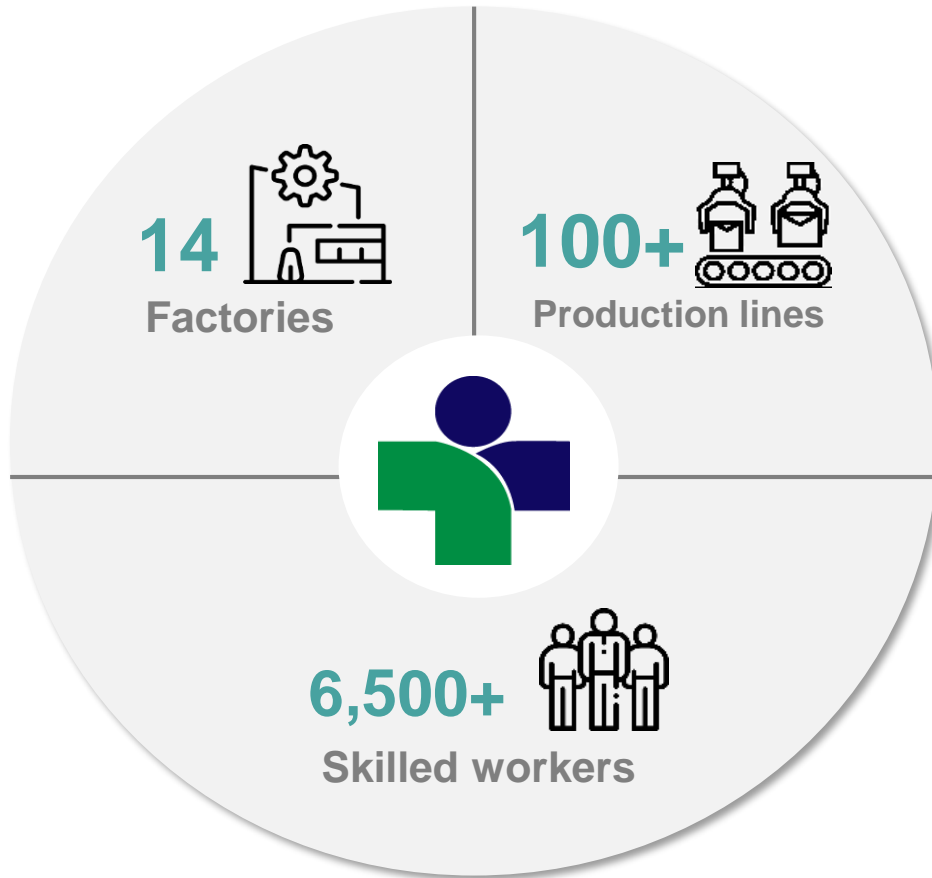 14
Factories
100+
Production lines
6,500+
Skilled workers